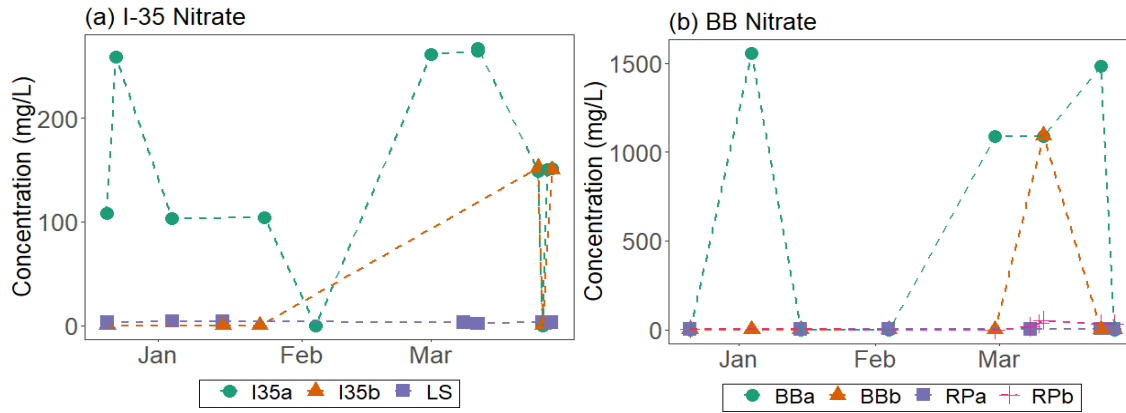 (a) I-35 Nitrate
Concentration (mg/L)
200
100
0
Jan Feb Mar
I35a I35b LS
(b) BB Nitrate
Concentration (mg/L)
1500
1000
500
0
Jan Feb Mar
BBa BBb RPa RPb